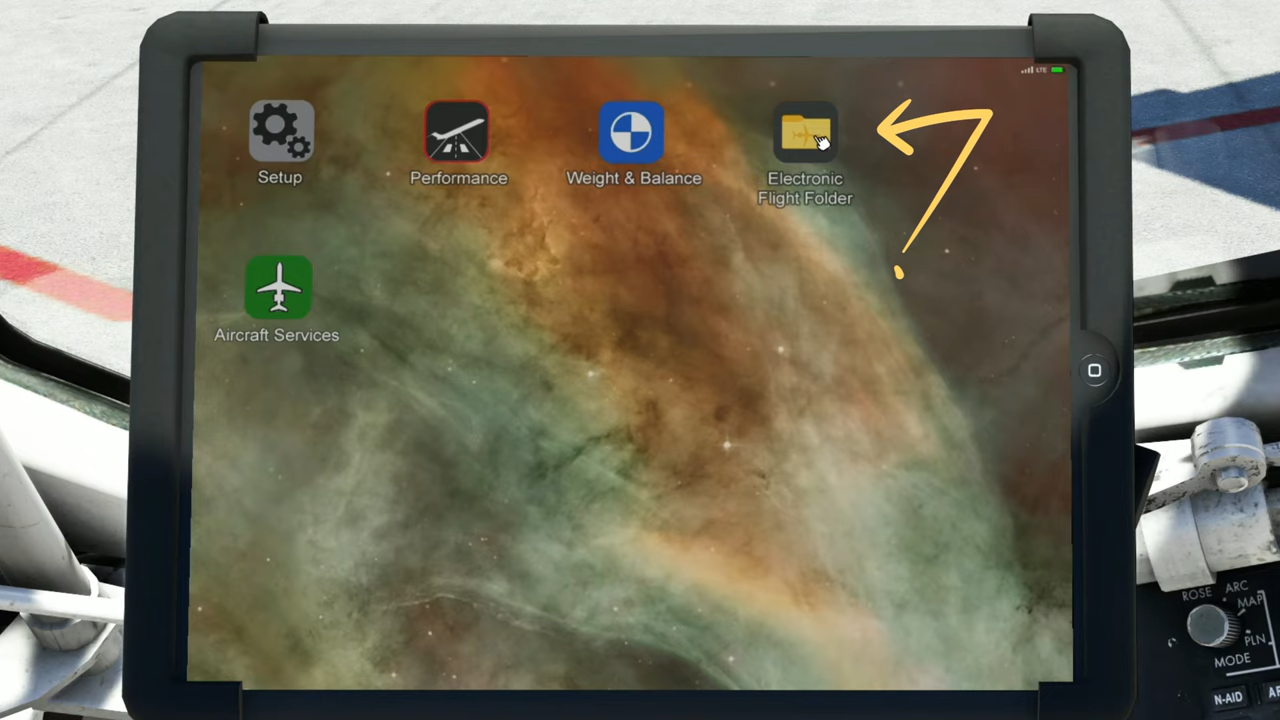 LTE
Setup
Performance
Weight & Balance
Electronic
Flight Folder
Aircraft Services
ROSE
ARC
MAP
PLN
MODE
N-AID